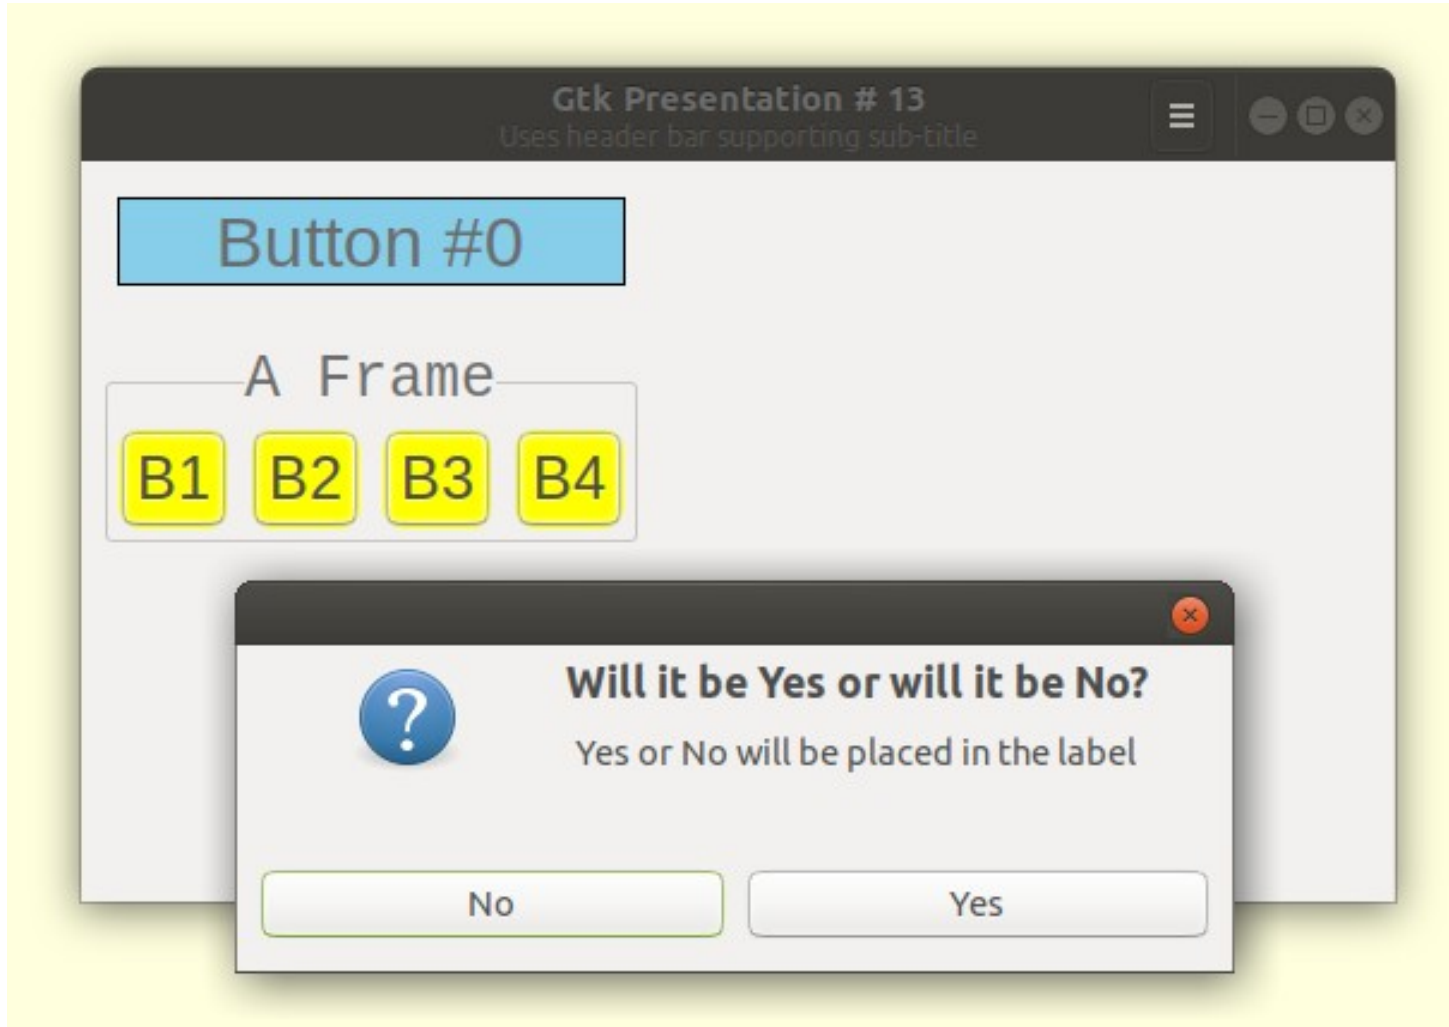 Gtk Presentation # 13
Uses header bar supporting sub-title
Button #0
A Frame
B1 B2 B3 B4
Will it be Yes or will it be No?
Yes or No will be placed in the label
No Yes